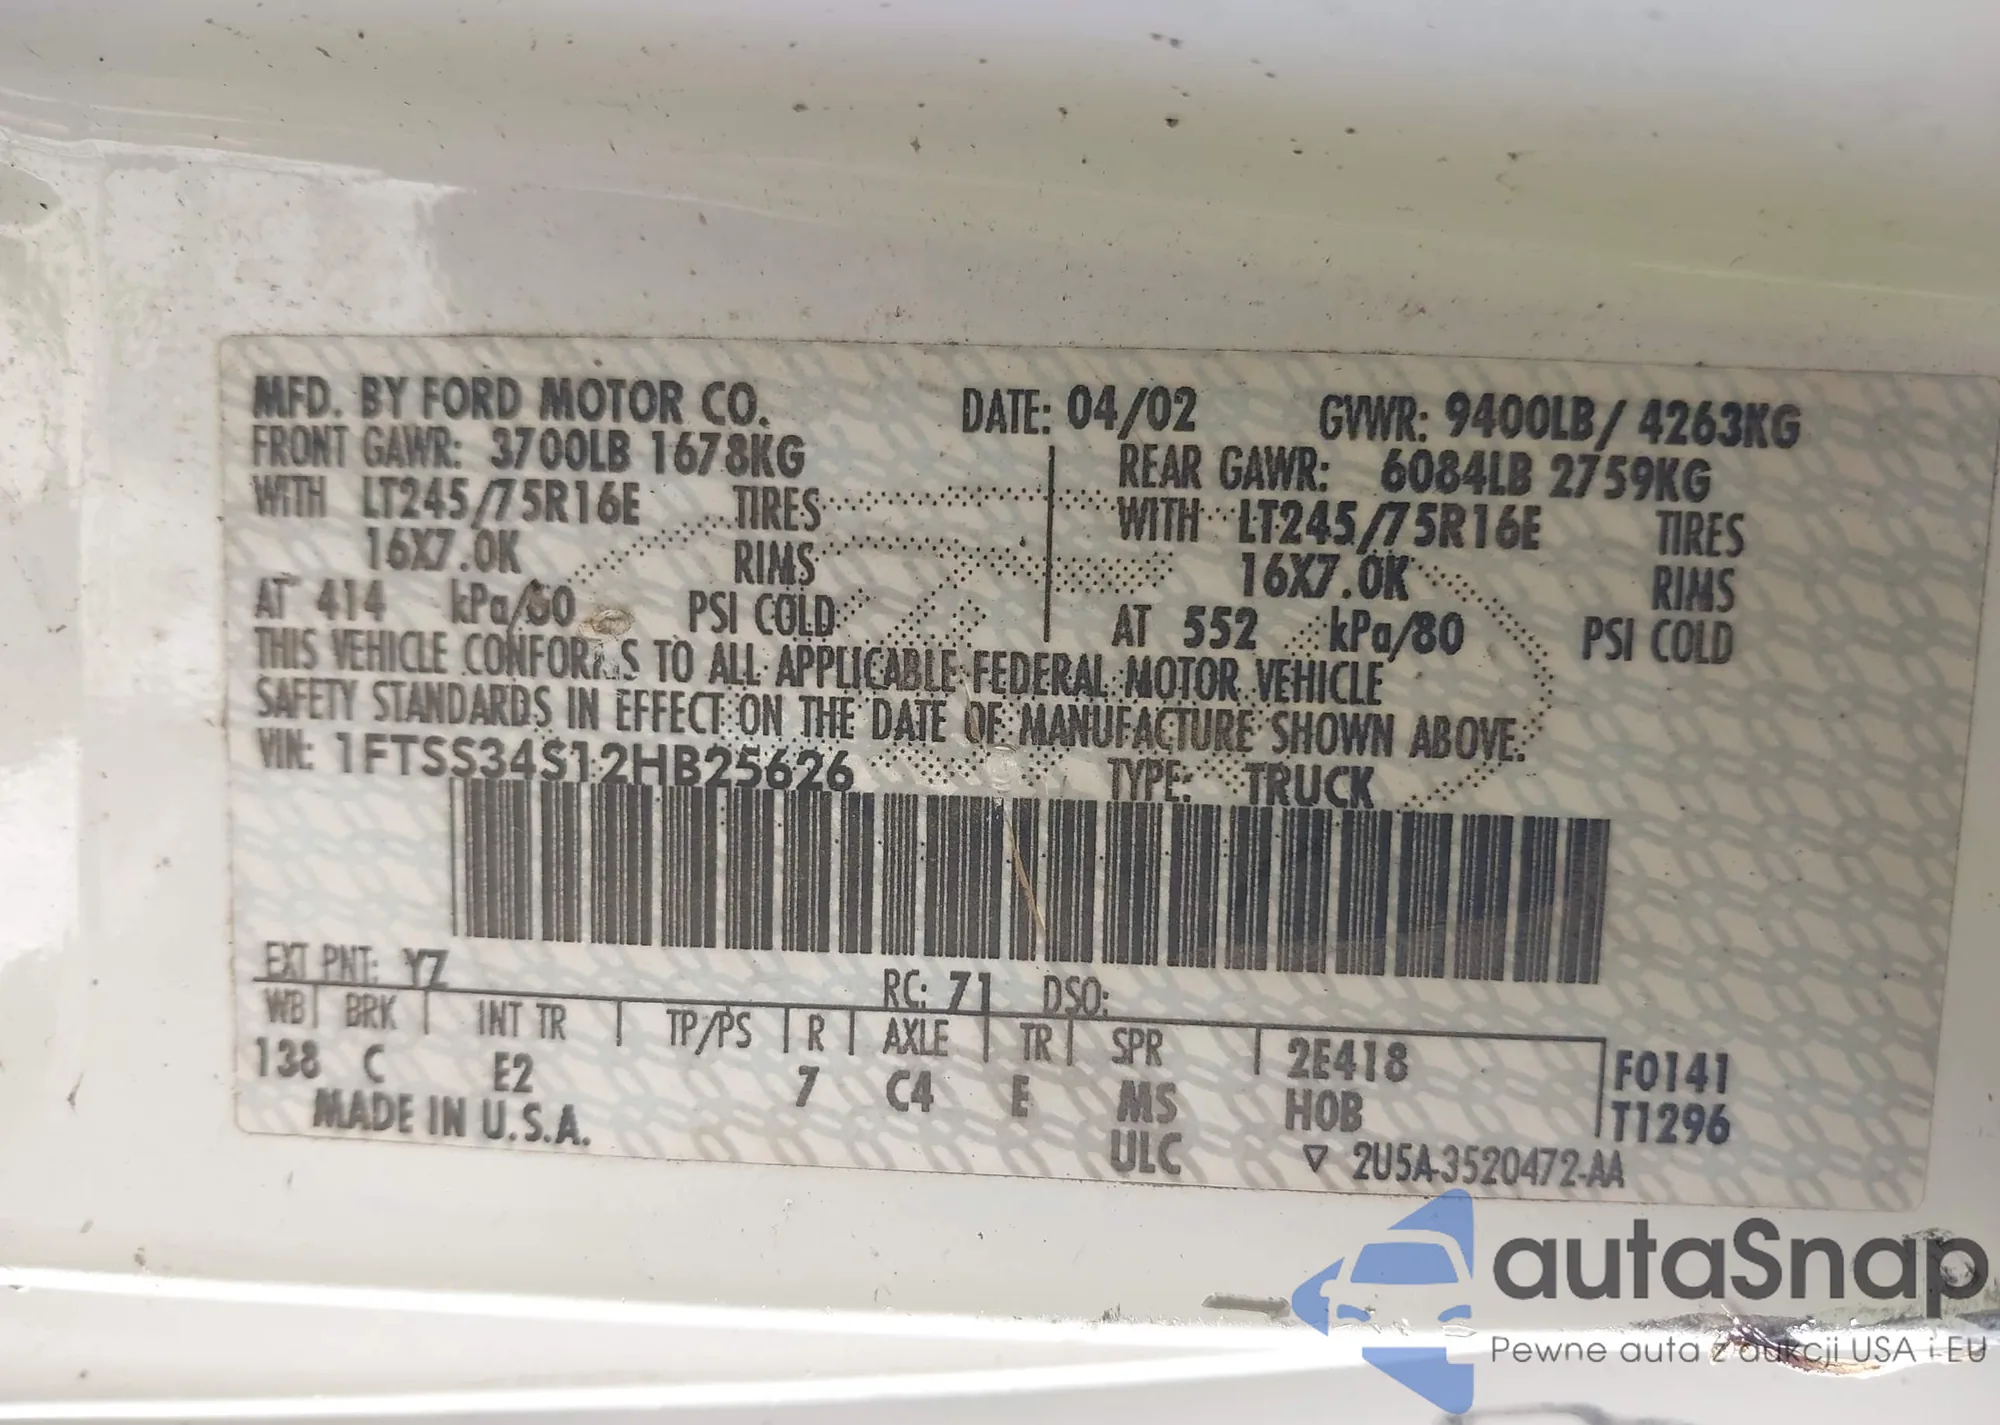 MFD. BY FORD MOTOR CO. DATE: 04/02 GVWR: 9400LB/ 4263KG
FRONT GAWR: 3700LB 1678KG REAR GAWR: 6084LB 2759KG
WITH LT245/75R16E TIRES WITH LT245/75R16E TIRES
16X7.0K RIMS 16X7.0K RIMS
AT 414 kPa/60 PSI COLD AT 552 kPa/80 PSI COLD
THIS VEHICLE CONFORMS TO ALL APPLICABLE FEDERAL MOTOR VEHICLE
SAFETY STANDARDS IN EFFECT ON THE DATE OF MANUFACTURE SHOWN ABOVE.
VIN: 1FTSS34S12HB25626 TYPE: TRUCK
EXT PNT: YZ RC: 71 DSO:
WB BRK INT TR TP/PS R AXLE TR SPR 2E418 F0141
138 C E2 7 C4 E MS HOB T1296
MADE IN U.S.A. ULC ▽ 2U5A-3520472-AA
autaSnap
Pewne auta z aukcji USA i EU